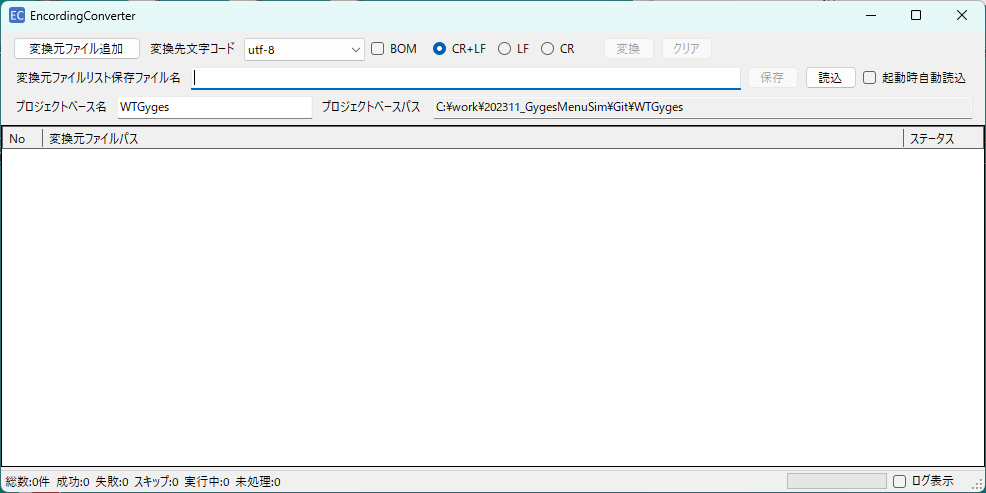 EC EncordingConverter
変換元ファイル追加 変換先文字コード utf-8 BOM CR+LF LF CR 変換 クリア
変換元ファイルリスト保存ファイル名 保存 読込 起動時自動読込
プロジェクトベース名 WTGyges プロジェクトベースパス C:¥work¥202311_GygesMenuSim¥Git¥WTGyges
No 変換元ファイルパス ステータス
総数:0件 成功:0 失敗:0 スキップ:0 実行中:0 未処理:0 ログ表示